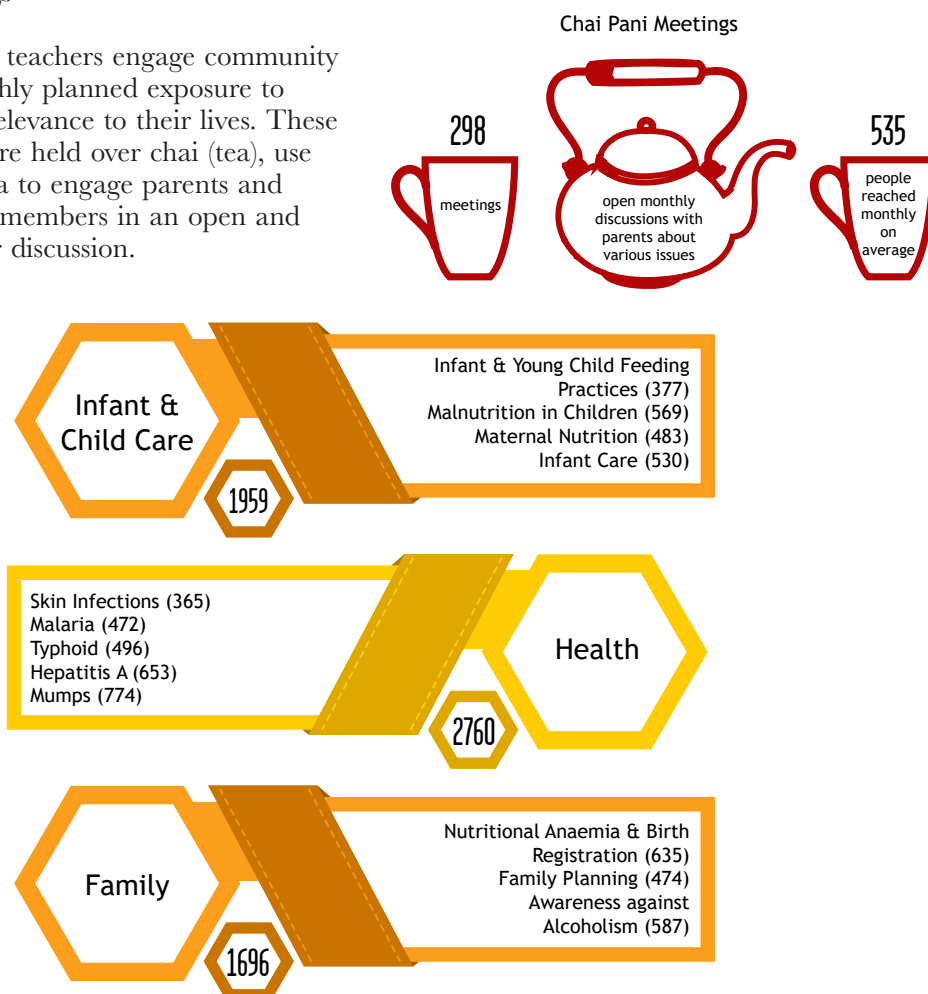 teachers engage community
planned exposure to
to their lives. These
held over chai (tea), use
to engage parents and
members in an open and
discussion.
Chai Pani Meetings
298
meetings
open monthly
discussions with
parents about
various issues
535
people
reached
monthly
on
average
Infant &
Child Care
1959
Infant & Young Child Feeding
Practices (377)
Malnutrition in Children (569)
Maternal Nutrition (483)
Infant Care (530)
Skin Infections (365)
Malaria (472)
Typhoid (496)
Hepatitis A (653)
Mumps (774)
Health
2760
Family
1696
Nutritional Anaemia & Birth
Registration (635)
Family Planning (474)
Awareness against
Alcoholism (587)